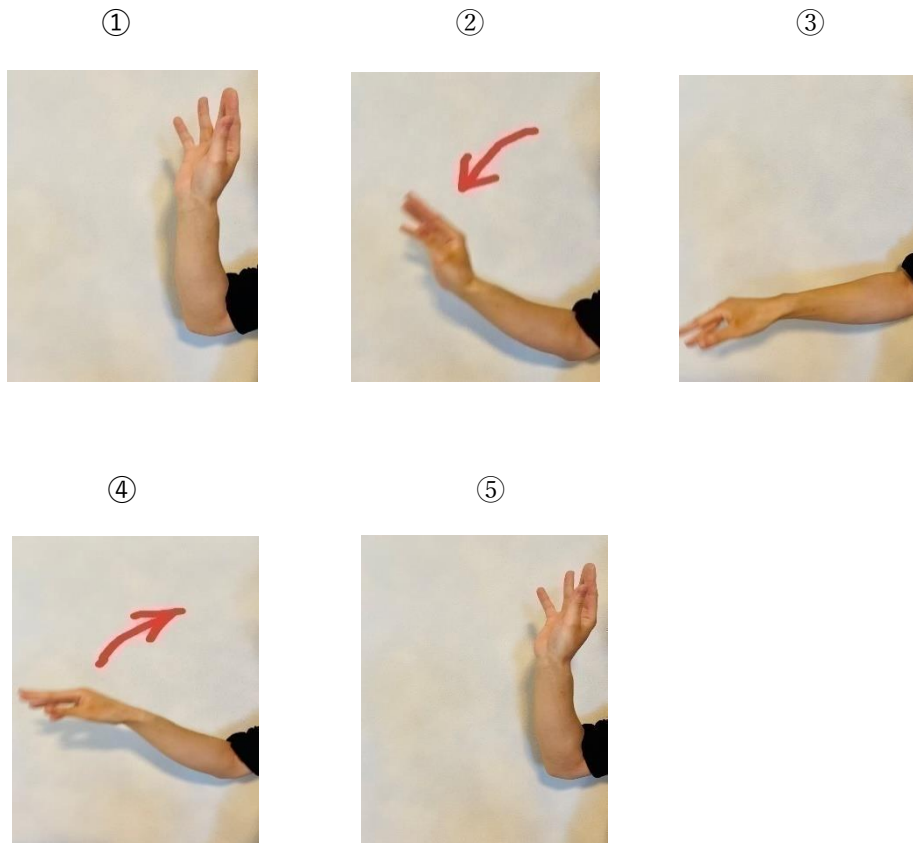 ① ② ③
④ ⑤